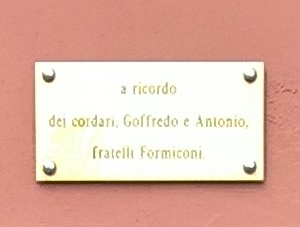 a ricordo
dei cordari, Goffredo e Antonio,
fratelli Formiconi.